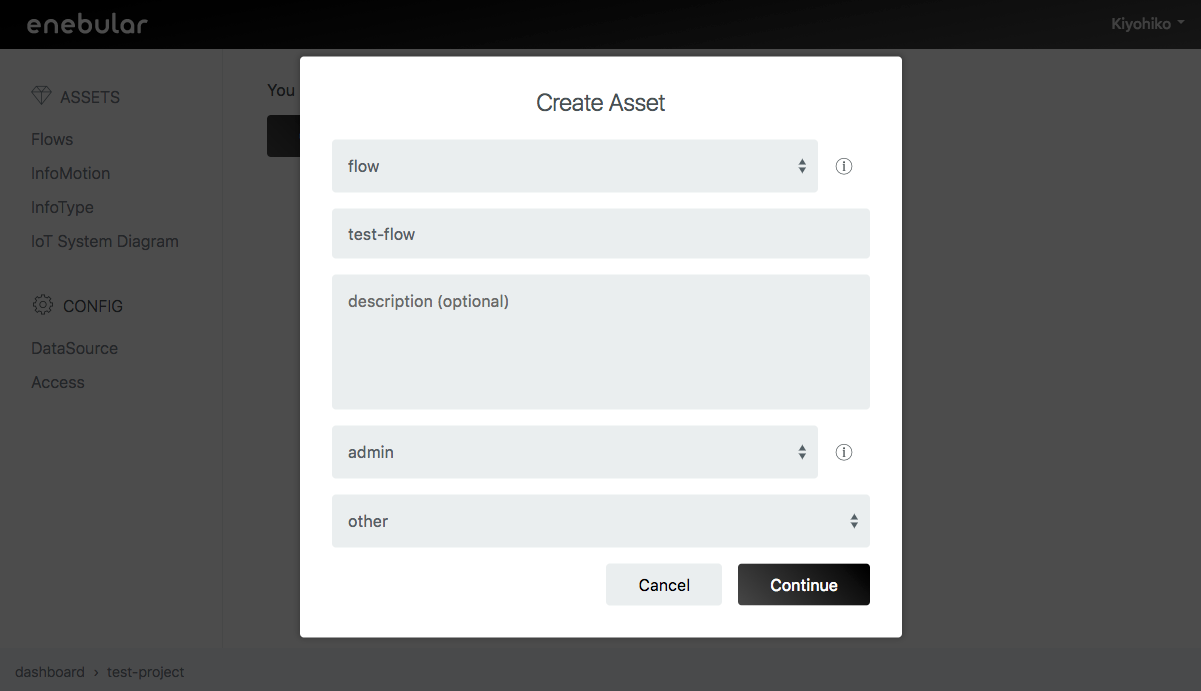 enebular
Kiyohiko
ASSETS
Flows
InfoMotion
InfoType
IoT System Diagram
CONFIG
DataSource
Access
You
Create Asset
flow
test-flow
description (optional)
admin
other
Cancel
Continue
dashboard › test-project